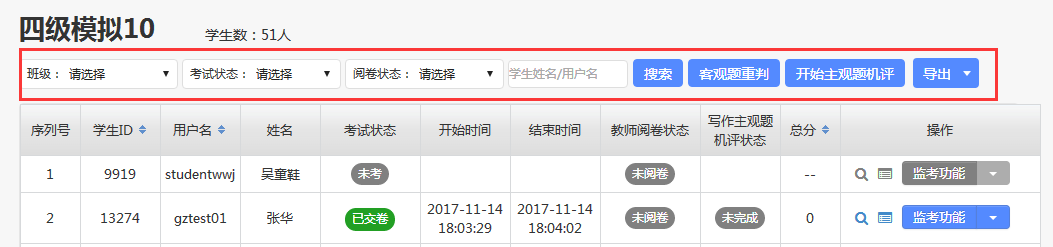 四级模拟10 学生数：51人
班级： 请选择 考试状态： 请选择 阅卷状态： 请选择 学生姓名/用户名 搜索 客观题重判 开始主观题机评 导出
序列号 学生ID 用户名 姓名 考试状态 开始时间 结束时间 教师阅卷状态 写作主观题 总分 操作
机评状态
1 9919 studentwwj 吴童鞋 未考 未阅卷 -- 监考功能
2 13274 gztest01 张华 已交卷 2017-11-14 2017-11-14 未阅卷 未完成 0 监考功能
18:03:29 18:04:02